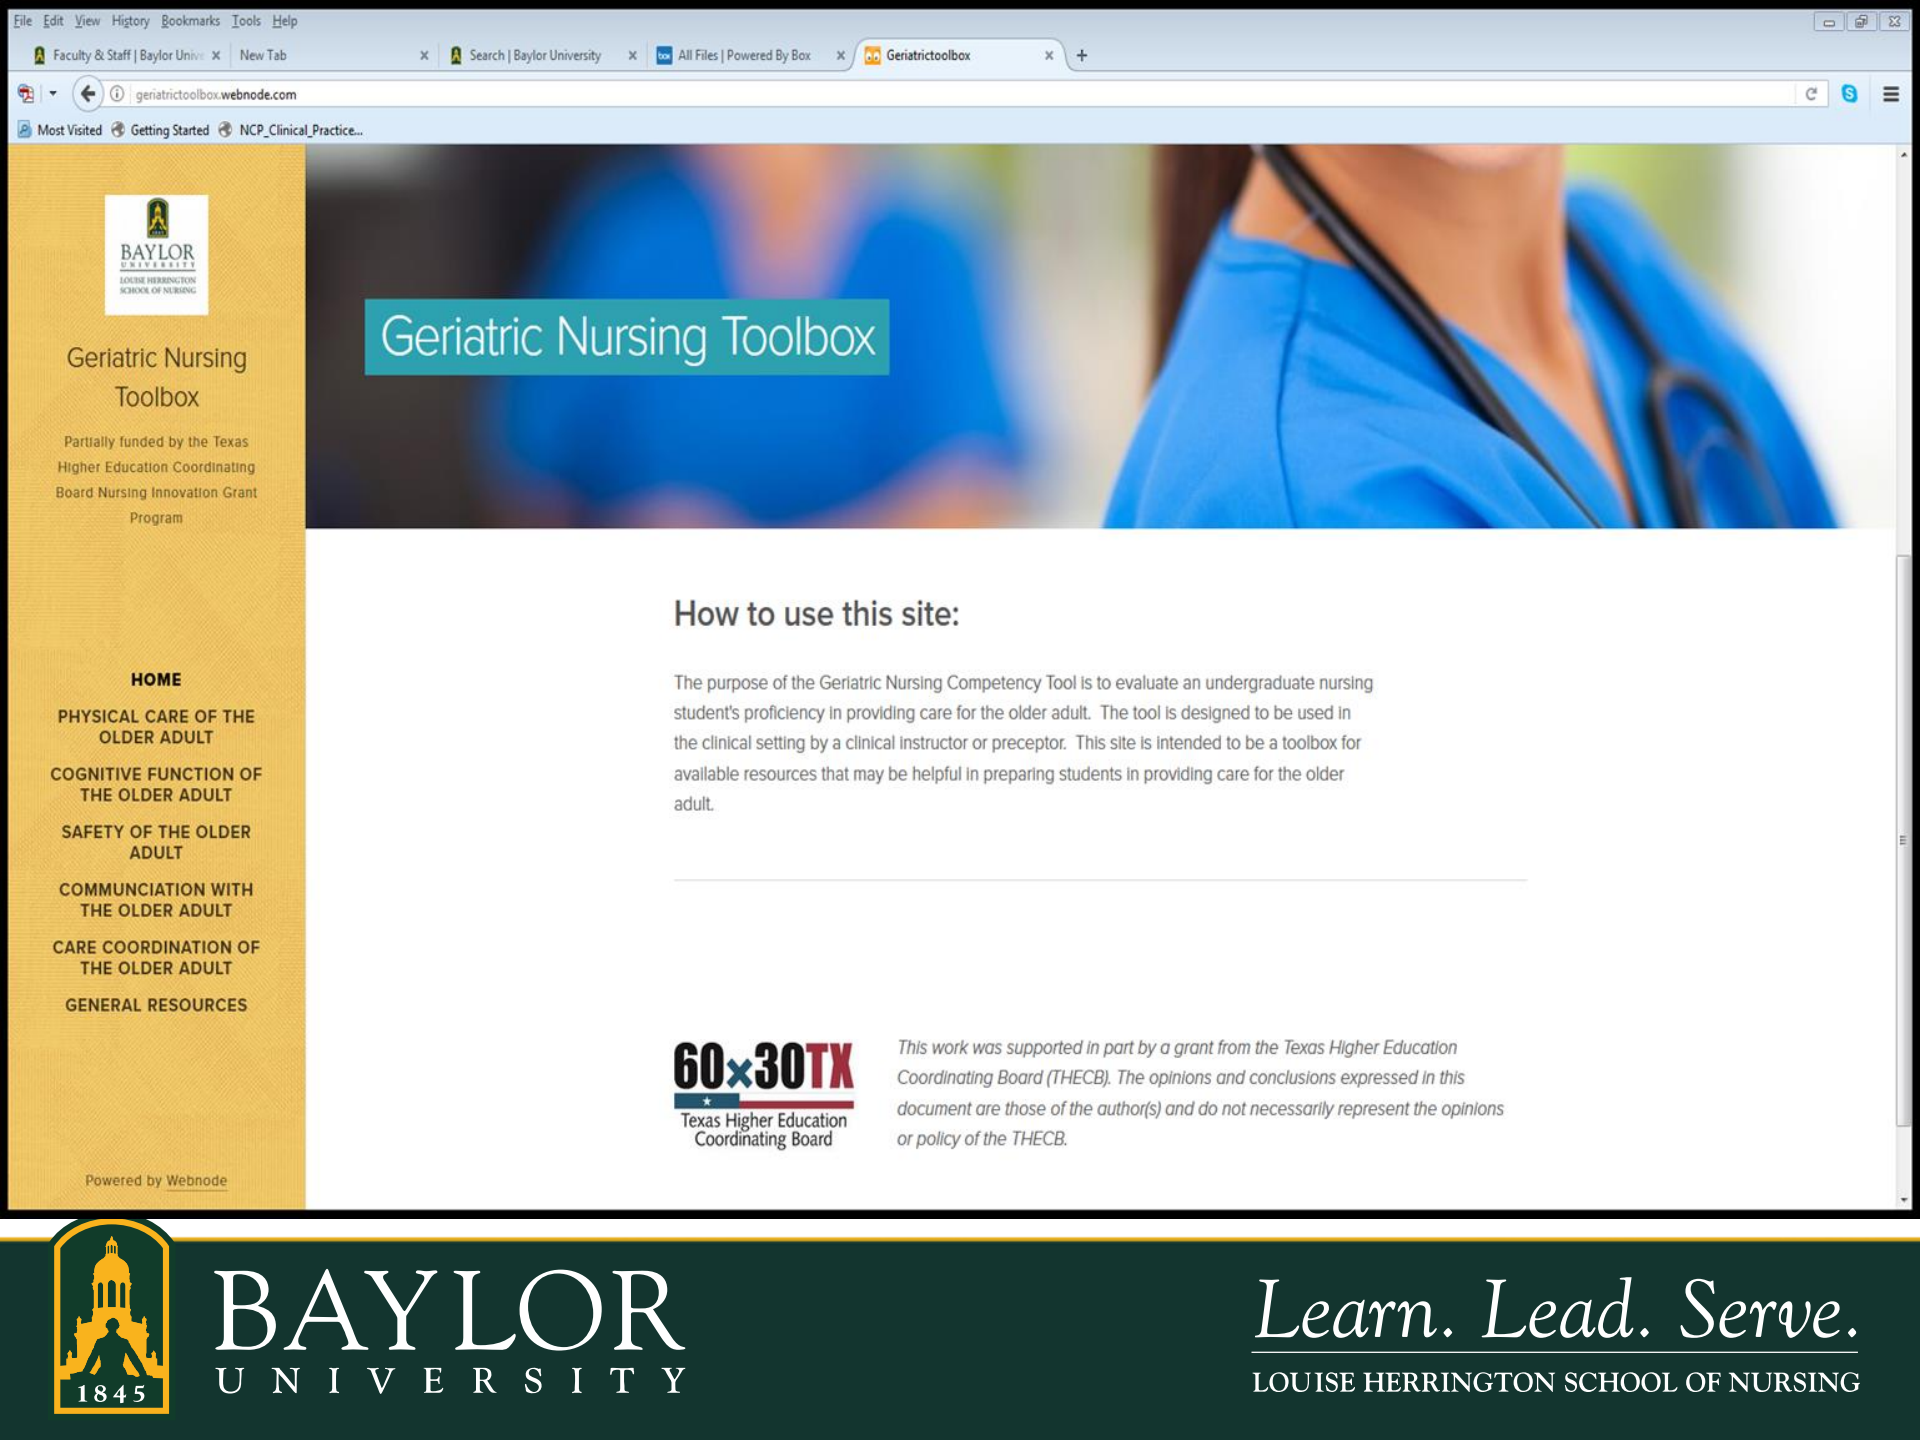 File Edit View History Bookmarks Tools Help
Faculty & Staff | Baylor Unive
New Tab
Search | Baylor University
box All Files | Powered By Box
Geriatrictoolbox
geriatrictoolbox.webnode.com
Most Visited Getting Started NCP_Clinical_Practice...
BAYLOR
UNIVERSITY
LOUISE HERRINGTON
SCHOOL OF NURSING
Geriatric Nursing
Toolbox
Partially funded by the Texas
Higher Education Coordinating
Board Nursing Innovation Grant
Program
HOME
PHYSICAL CARE OF THE
OLDER ADULT
COGNITIVE FUNCTION OF
THE OLDER ADULT
SAFETY OF THE OLDER
ADULT
COMMUNCIATION WITH
THE OLDER ADULT
CARE COORDINATION OF
THE OLDER ADULT
GENERAL RESOURCES
Powered by Webnode
Geriatric Nursing Toolbox
How to use this site:
The purpose of the Geriatric Nursing Competency Tool is to evaluate an undergraduate nursing
student's proficiency in providing care for the older adult. The tool is designed to be used in
the clinical setting by a clinical instructor or preceptor. This site is intended to be a toolbox for
available resources that may be helpful in preparing students in providing care for the older
adult.
60x30TX
Texas Higher Education
Coordinating Board
This work was supported in part by a grant from the Texas Higher Education
Coordinating Board (THECB). The opinions and conclusions expressed in this
document are those of the author(s) and do not necessarily represent the opinions
or policy of the THECB.
1845
BAYLOR
UNIVERSITY
Learn. Lead. Serve.
LOUISE HERRINGTON SCHOOL OF NURSING